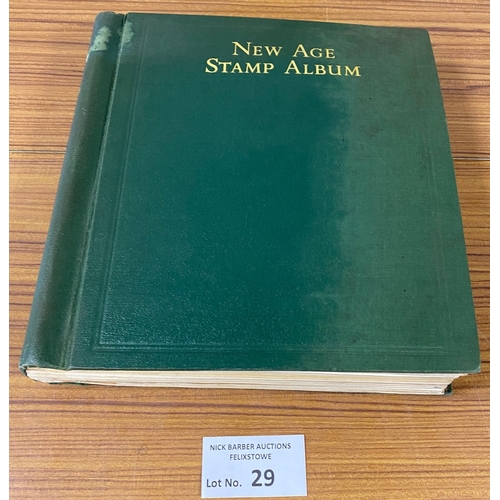 New Age
Stamp Album
NICK BARBER AUCTIONS
FELIXSTOWE
Lot No. 29